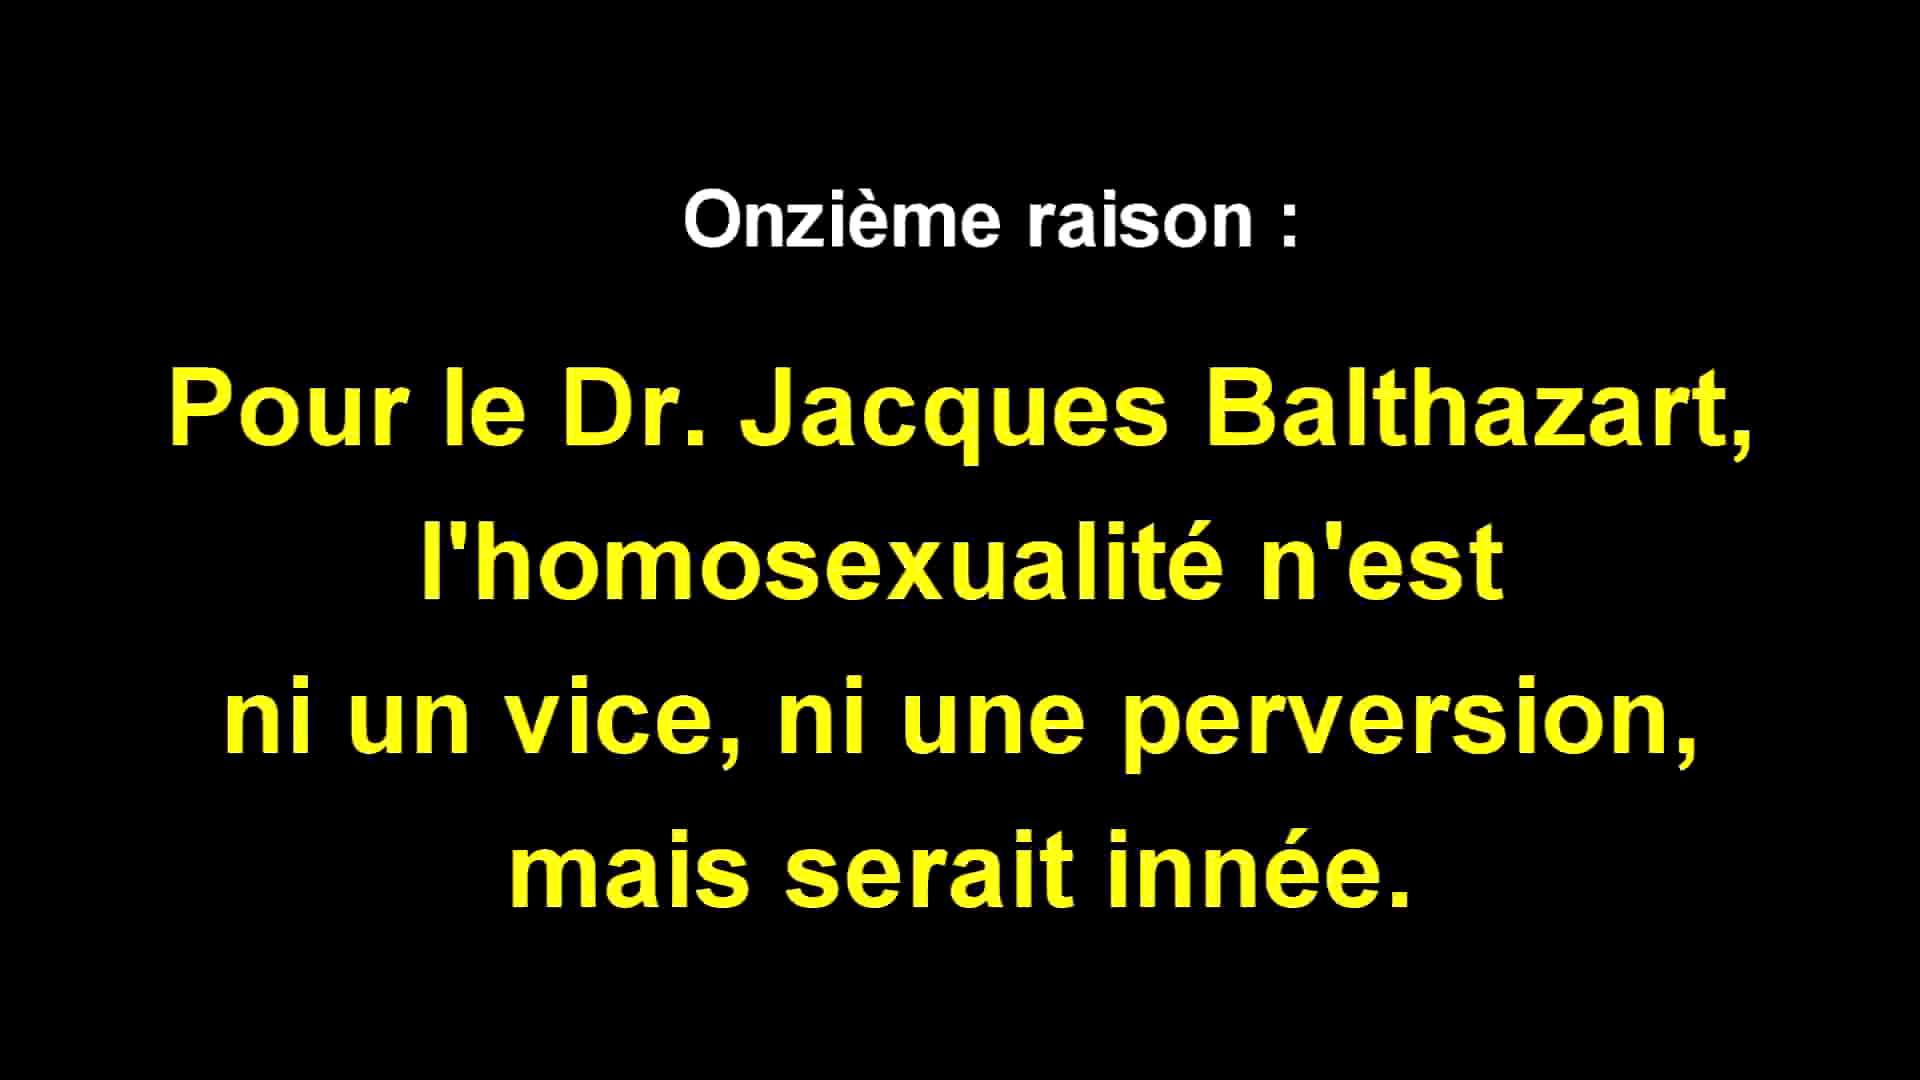 Onzième raison :
Pour le Dr. Jacques Balthazart,
l'homosexualité n'est
ni un vice, ni une perversion,
mais serait innée.